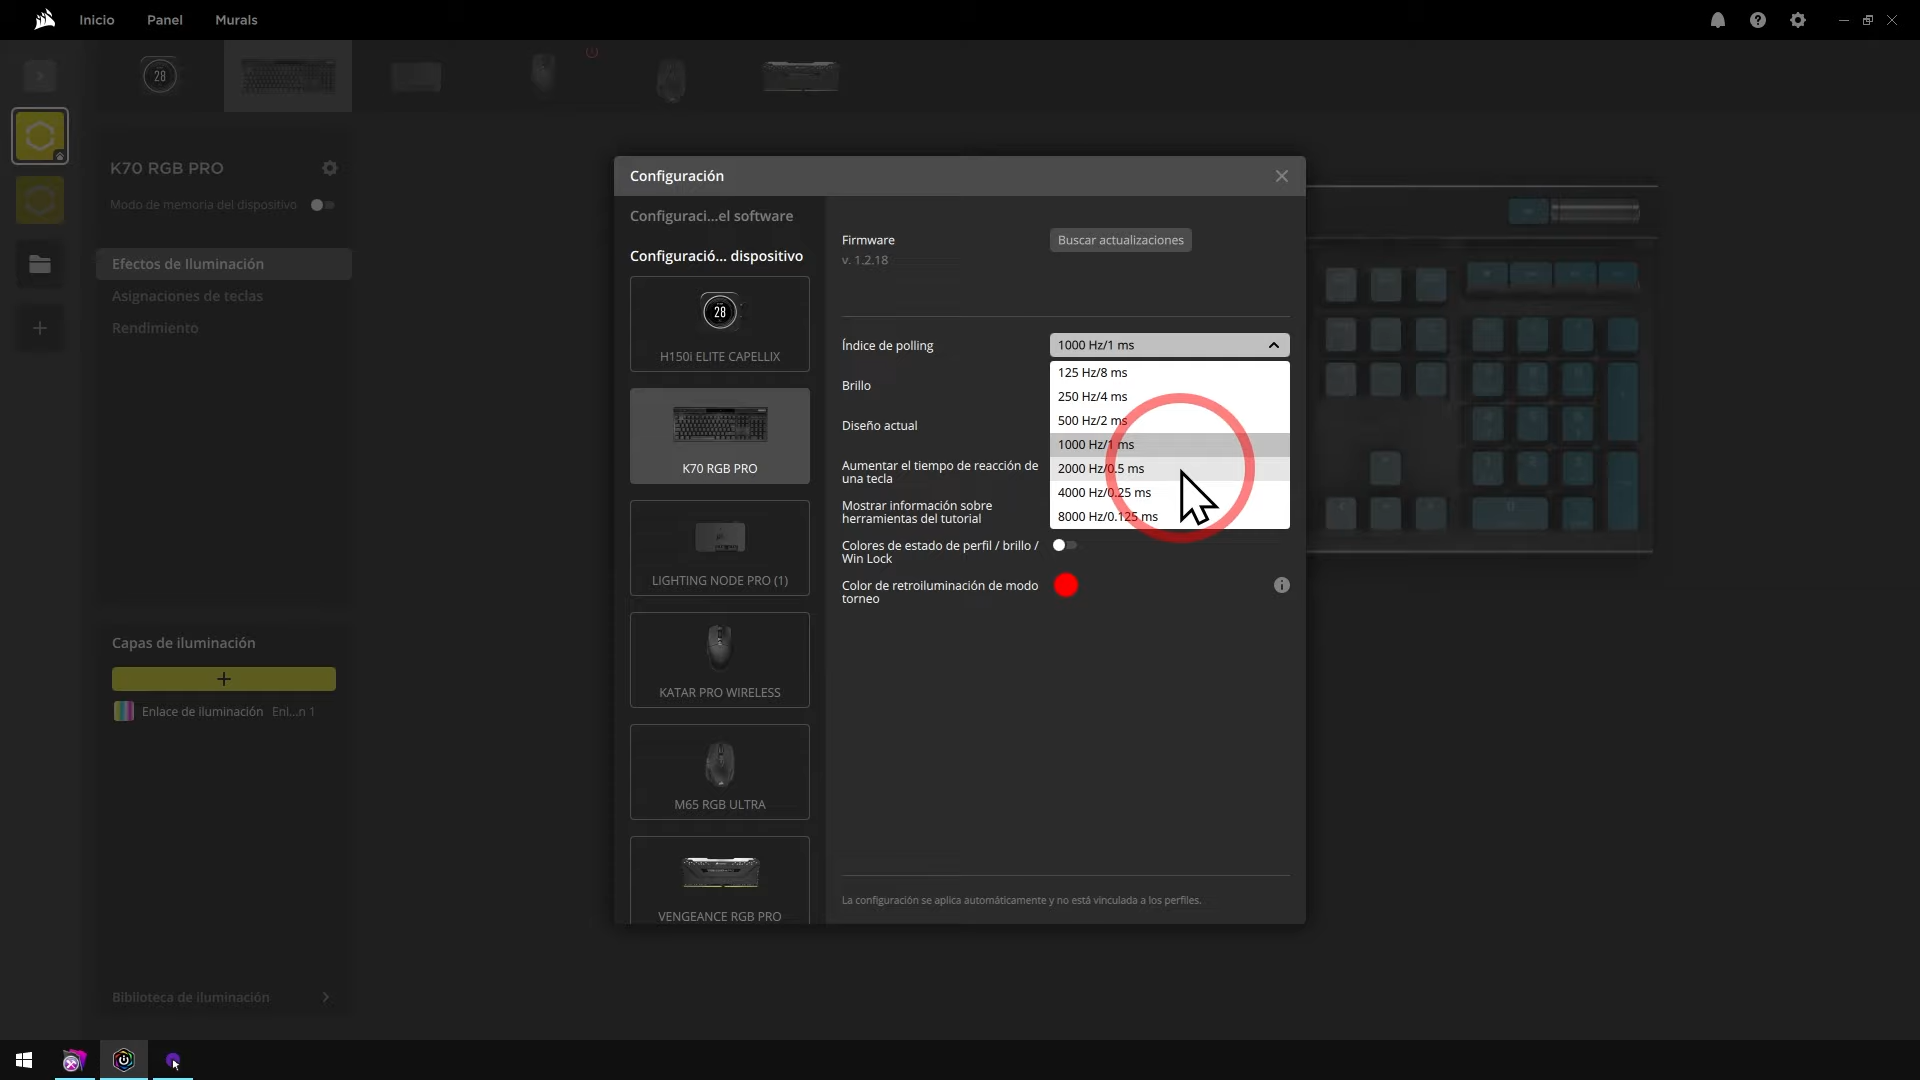 Inicio
Panel
Murals
28
K70 RGB PRO
Modo de memoria del dispositivo
Efectos de Iluminación
Asignaciones de teclas
Rendimiento
Capas de iluminación
+
Enlace de iluminación Enl...n 1
Biblioteca de iluminación
Configuración
Configuraci...el software
Configuració... dispositivo
28
H150i ELITE CAPELLIX
K70 RGB PRO
LIGHTING NODE PRO (1)
KATAR PRO WIRELESS
M65 RGB ULTRA
VENGEANCE RGB PRO
Firmware
v. 1.2.18
Buscar actualizaciones
Índice de polling
1000 Hz/1 ms
125 Hz/8 ms
250 Hz/4 ms
500 Hz/2 ms
1000 Hz/1 ms
2000 Hz/0.5 ms
4000 Hz/0.25 ms
8000 Hz/0.125 ms
Brillo
Diseño actual
Aumentar el tiempo de reacción de
una tecla
Mostrar información sobre
herramientas del tutorial
Colores de estado de perfil / brillo /
Win Lock
Color de retroiluminación de modo
torneo
La configuración se aplica automáticamente y no está vinculada a los perfiles.